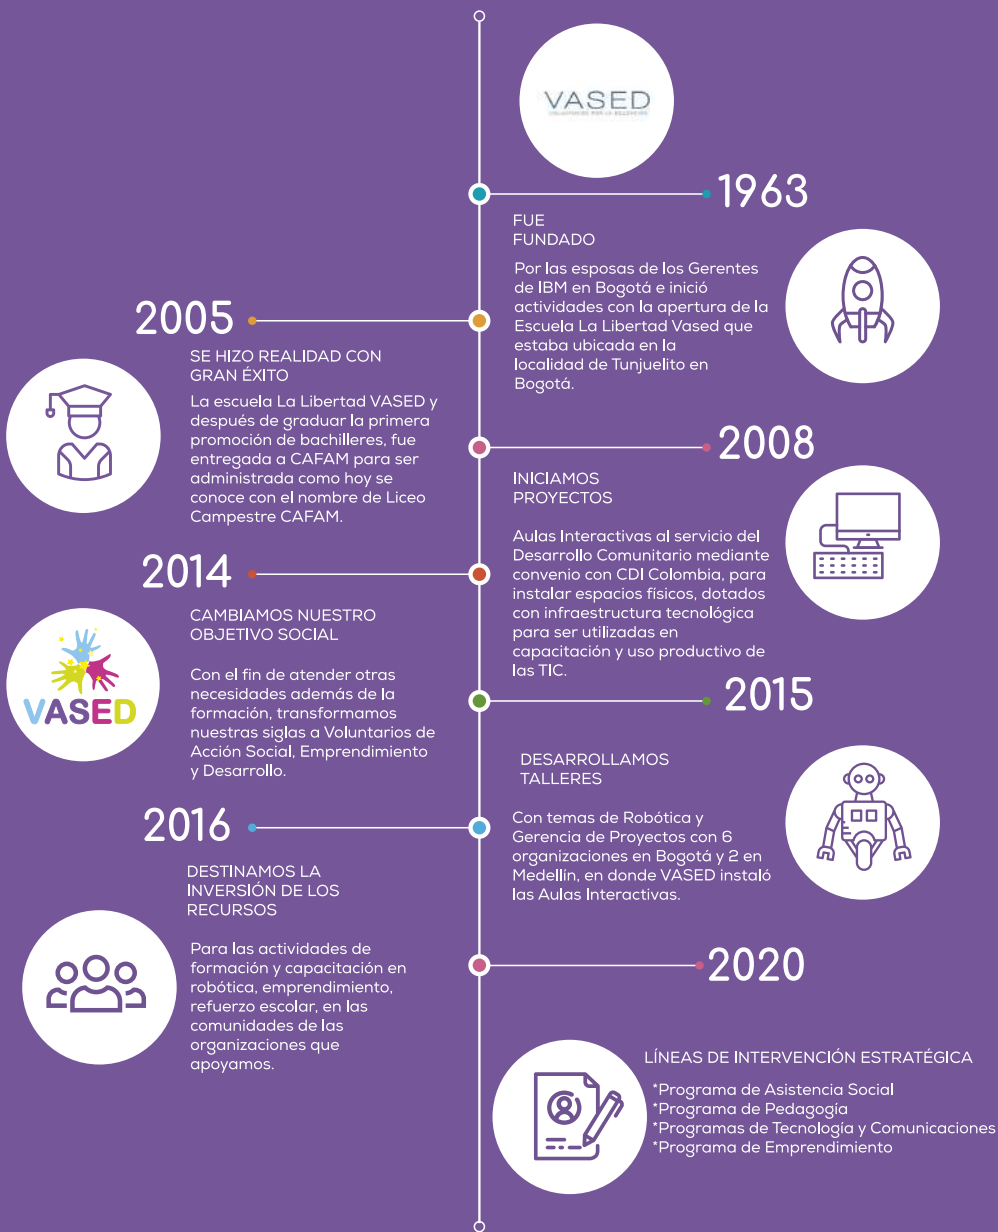 VASED
VOLUNTARIOS POR LA EDUCACIÓN
1963
FUE
FUNDADO
Por las esposas de los Gerentes
de IBM en Bogotá e inició
actividades con la apertura de la
Escuela La Libertad Vased que
estaba ubicada en la
localidad de Tunjuelito en
Bogotá.
2005
SE HIZO REALIDAD CON
GRAN ÉXITO
La escuela La Libertad VASED y
después de graduar la primera
promoción de bachilleres, fue
entregada a CAFAM para ser
administrada como hoy se
conoce con el nombre de Liceo
Campestre CAFAM.
2008
INICIAMOS
PROYECTOS
Aulas Interactivas al servicio del
Desarrollo Comunitario mediante
convenio con CDI Colombia, para
instalar espacios físicos, dotados
con infraestructura tecnológica
para ser utilizadas en
capacitación y uso productivo de
las TIC.
2014
CAMBIAMOS NUESTRO
OBJETIVO SOCIAL
Con el fin de atender otras
necesidades además de la
formación, transformamos
nuestras siglas a Voluntarios de
Acción Social, Emprendimiento
y Desarrollo.
VASED
2015
DESARROLLAMOS
TALLERES
Con temas de Robótica y
Gerencia de Proyectos con 6
organizaciones en Bogotá y 2 en
Medellín, en donde VASED instaló
las Aulas Interactivas.
2016
DESTINAMOS LA
INVERSIÓN DE LOS
RECURSOS
Para las actividades de
formación y capacitación en
robótica, emprendimiento,
refuerzo escolar, en las
comunidades de las
organizaciones que
apoyamos.
2020
LÍNEAS DE INTERVENCIÓN ESTRATÉGICA
*Programa de Asistencia Social
*Programa de Pedagogía
*Programas de Tecnología y Comunicaciones
*Programa de Emprendimiento